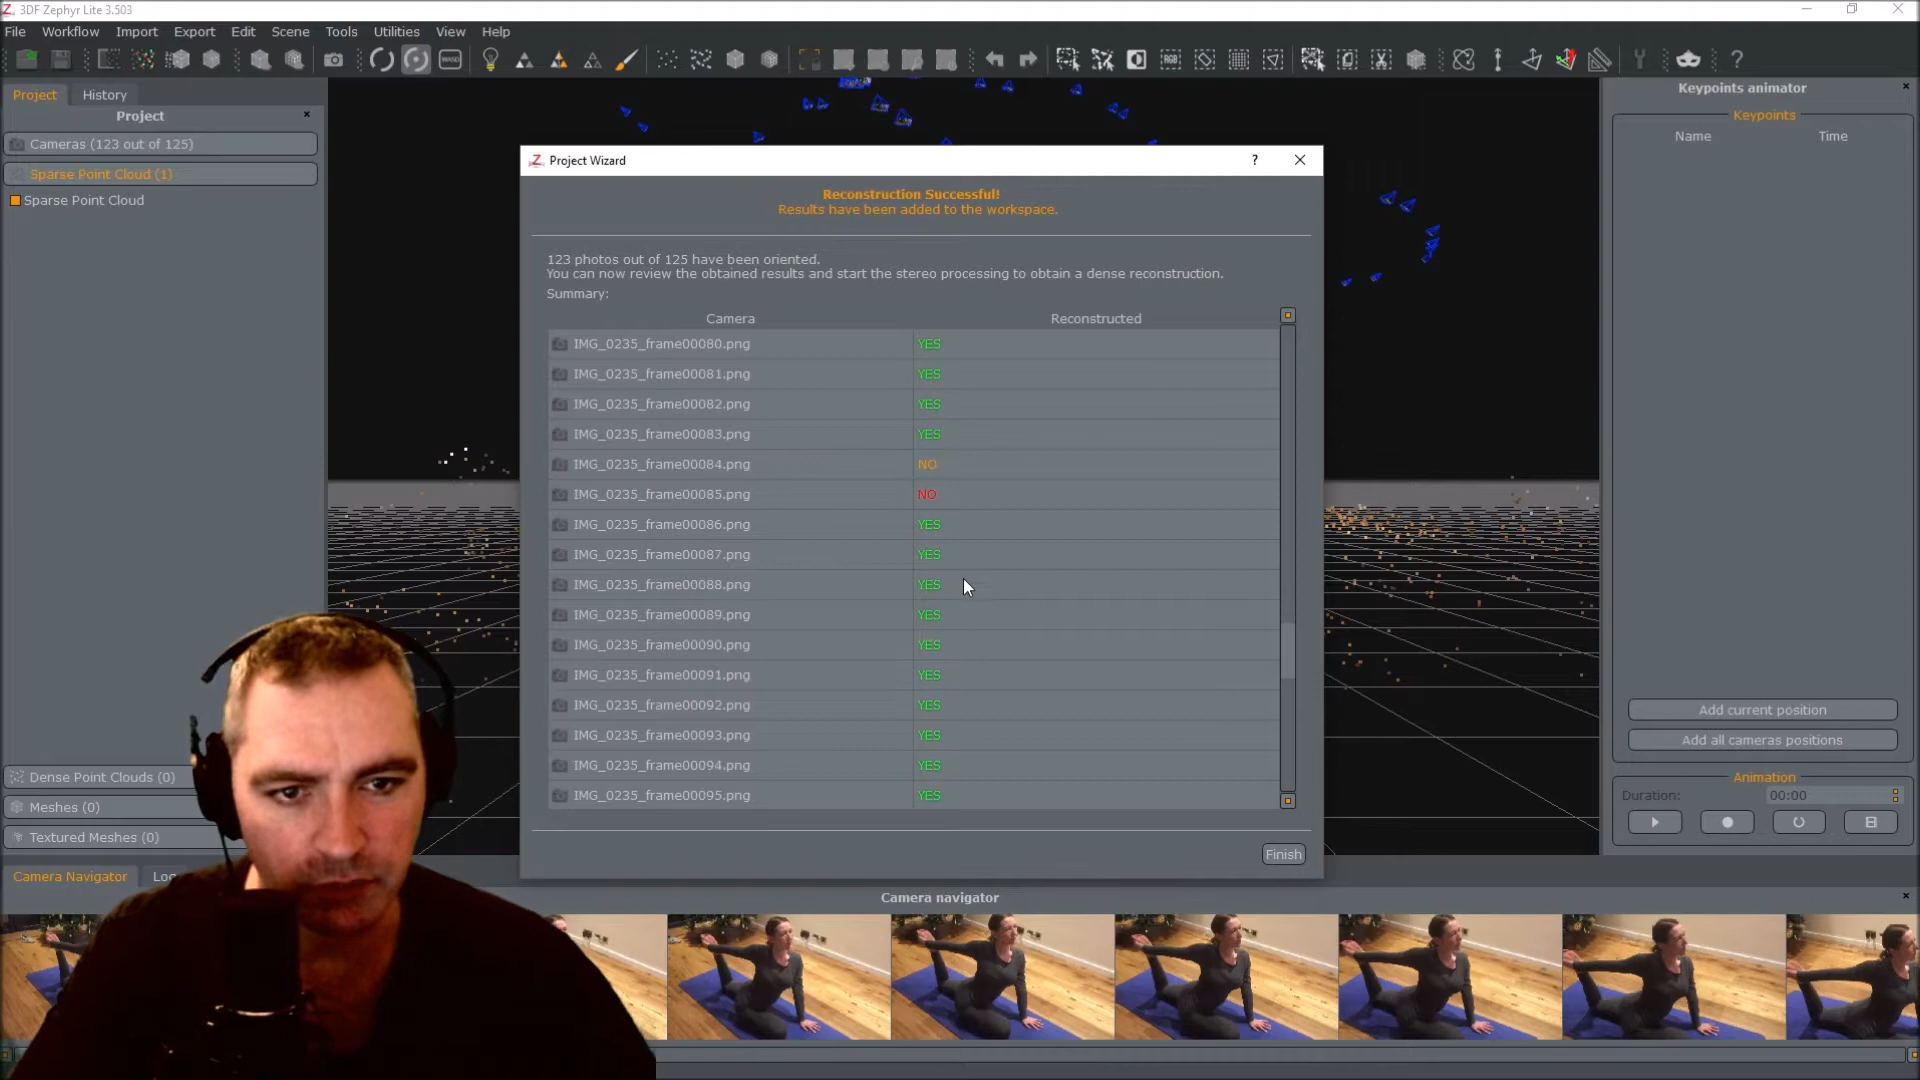 3DF Zephyr Lite 3.503
File Workflow Import Export Edit Scene Tools Utilities View Help
Project History
Project
Cameras (123 out of 125)
Sparse Point Cloud (1)
Sparse Point Cloud
Dense Point Clouds (0)
Meshes (0)
Textured Meshes (0)
Project Wizard
Reconstruction Successful!
Results have been added to the workspace.
123 photos out of 125 have been oriented.
You can now review the obtained results and start the stereo processing to obtain a dense reconstruction.
Summary:
Camera Reconstructed
IMG_0235_frame00080.png YES
IMG_0235_frame00081.png YES
IMG_0235_frame00082.png YES
IMG_0235_frame00083.png YES
IMG_0235_frame00084.png NO
IMG_0235_frame00085.png NO
IMG_0235_frame00086.png YES
IMG_0235_frame00087.png YES
IMG_0235_frame00088.png YES
IMG_0235_frame00089.png YES
IMG_0235_frame00090.png YES
IMG_0235_frame00091.png YES
IMG_0235_frame00092.png YES
IMG_0235_frame00093.png YES
IMG_0235_frame00094.png YES
IMG_0235_frame00095.png YES
Finish
Keypoints animator
Keypoints
Name Time
Add current position
Add all cameras positions
Animation
Duration: 00:00
Camera Navigator
Camera navigator